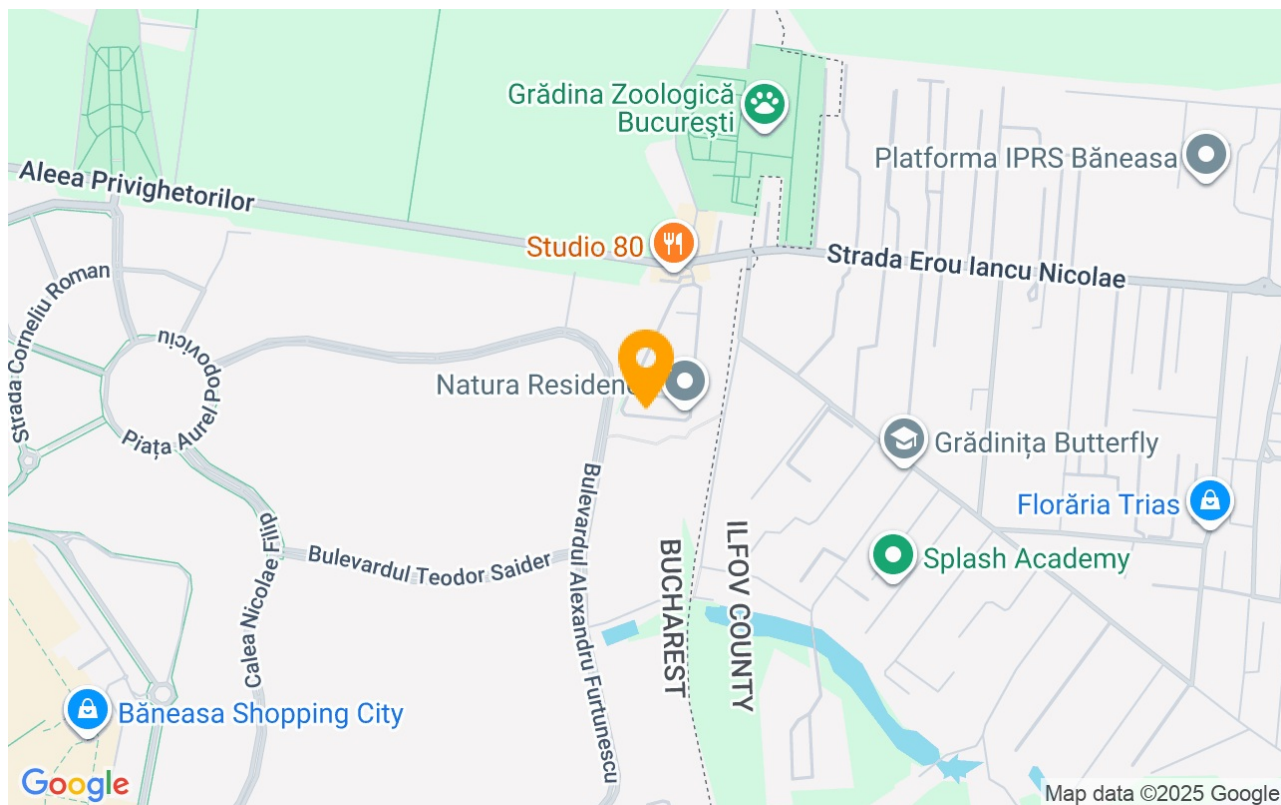 Grădina Zoologică
București
Platforma IPRS Băneasa
Aleea Privighetorilor
Studio 80
Strada Erou Iancu Nicolae
Strada Corneliu Roman
Piața Aurel Popoviciu
Natura Residenc
Grădinița Butterfly
Florăria Trias
Splash Academy
Calea Nicolae Filip
Bulevardul Teodor Saider
Bulevardul Alexandru Furtunescu
BUCHAREST
ILFOV COUNTY
Băneasa Shopping City
Google
Map data ©2025 Google